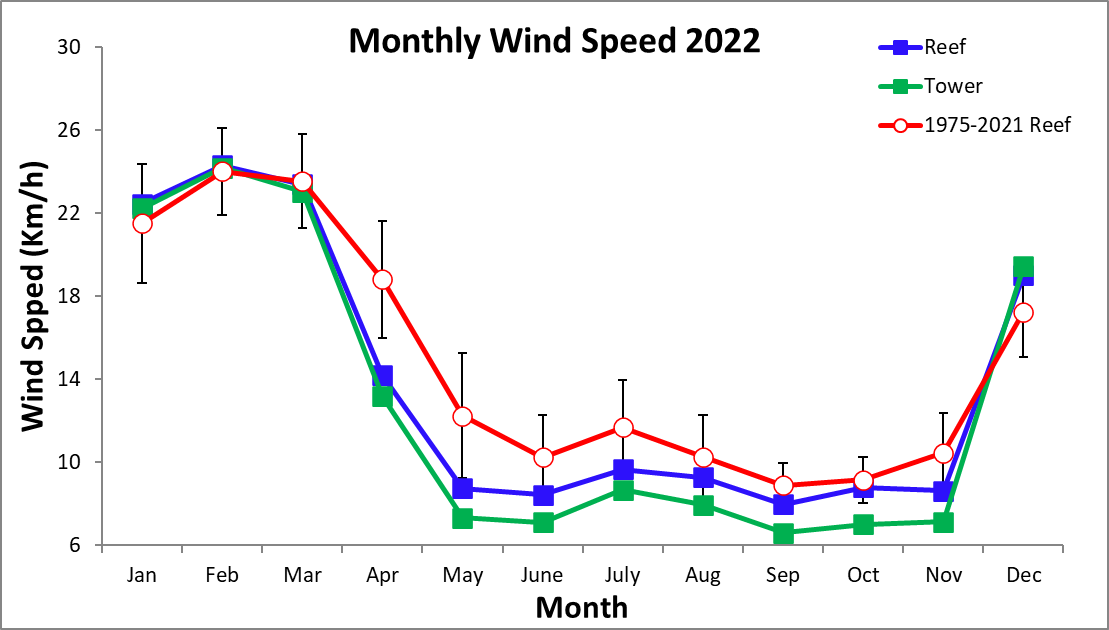 Monthly Wind Speed 2022
Reef
Tower
1975-2021 Reef
Wind Spped (Km/h)
30
26
22
18
14
10
6
Jan Feb Mar Apr May June July Aug Sep Oct Nov Dec
Month